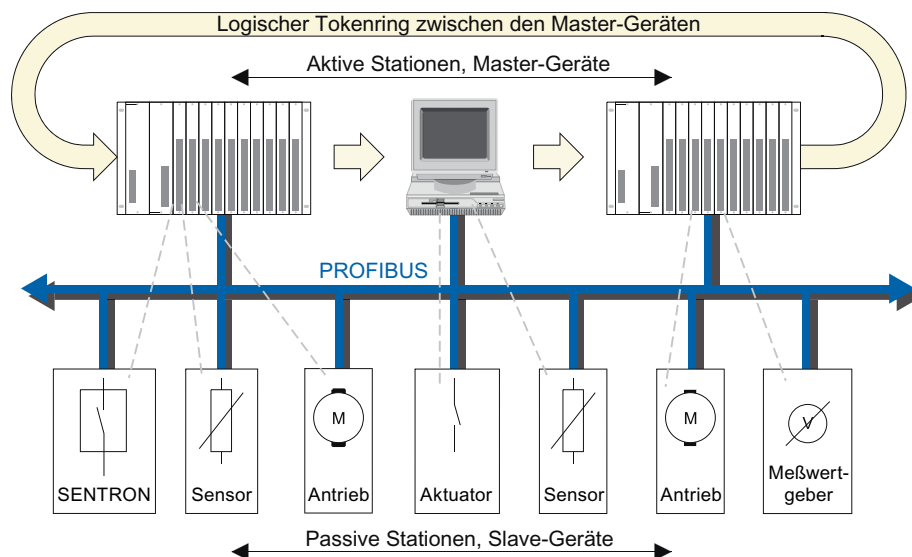 Logischer Tokenring zwischen den Master-Geräten
Aktive Stationen, Master-Geräte
PROFIBUS
SENTRON
Sensor
M
Antrieb
Aktuator
Sensor
M
Antrieb
V
Meßwert-
geber
Passive Stationen, Slave-Geräte